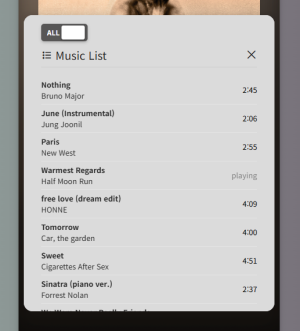 ALL
Music List
Nothing
Bruno Major
2:45
June (Instrumental)
Jung Joonil
2:06
Paris
New West
2:55
Warmest Regards
Half Moon Run
playing
free love (dream edit)
HONNE
4:09
Tomorrow
Car, the garden
4:00
Sweet
Cigarettes After Sex
4:51
Sinatra (piano ver.)
Forrest Nolan
2:37